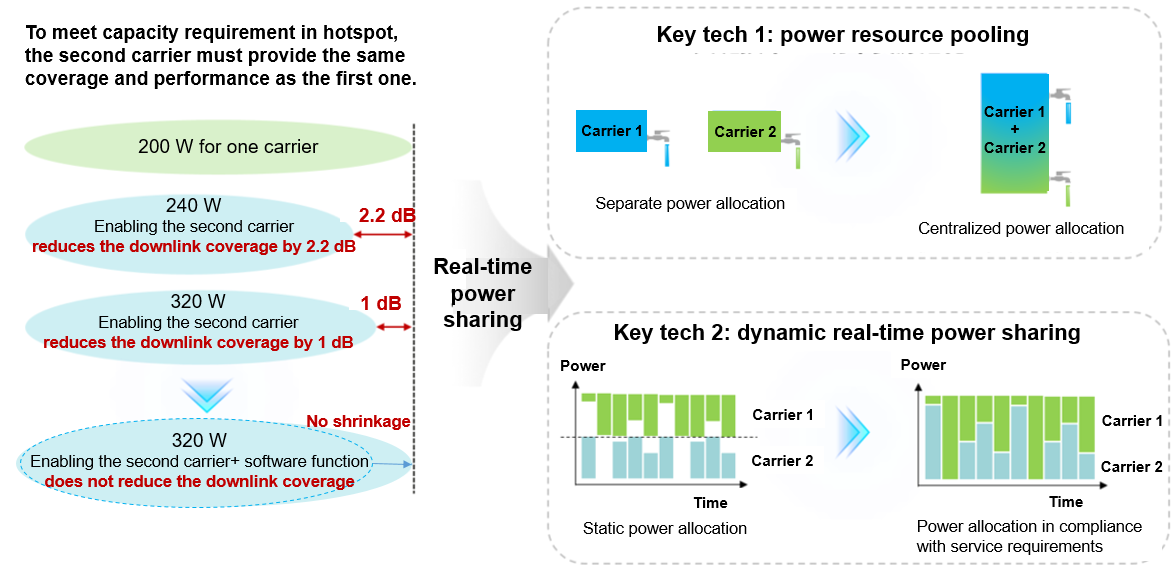 To meet capacity requirement in hotspot,
the second carrier must provide the same
coverage and performance as the first one.
200 W for one carrier
240 W
Enabling the second carrier
reduces the downlink coverage by 2.2 dB
2.2 dB
320 W
Enabling the second carrier
reduces the downlink coverage by 1 dB
1 dB
No shrinkage
320 W
Enabling the second carrier+ software function
does not reduce the downlink coverage
Real-time
power
sharing
Key tech 1: power resource pooling
Carrier 1
Carrier 2
Separate power allocation
Carrier 1
+
Carrier 2
Centralized power allocation
Key tech 2: dynamic real-time power sharing
Power
Carrier 1
Carrier 2
Time
Static power allocation
Power
Carrier 1
Carrier 2
Time
Power allocation in compliance
with service requirements